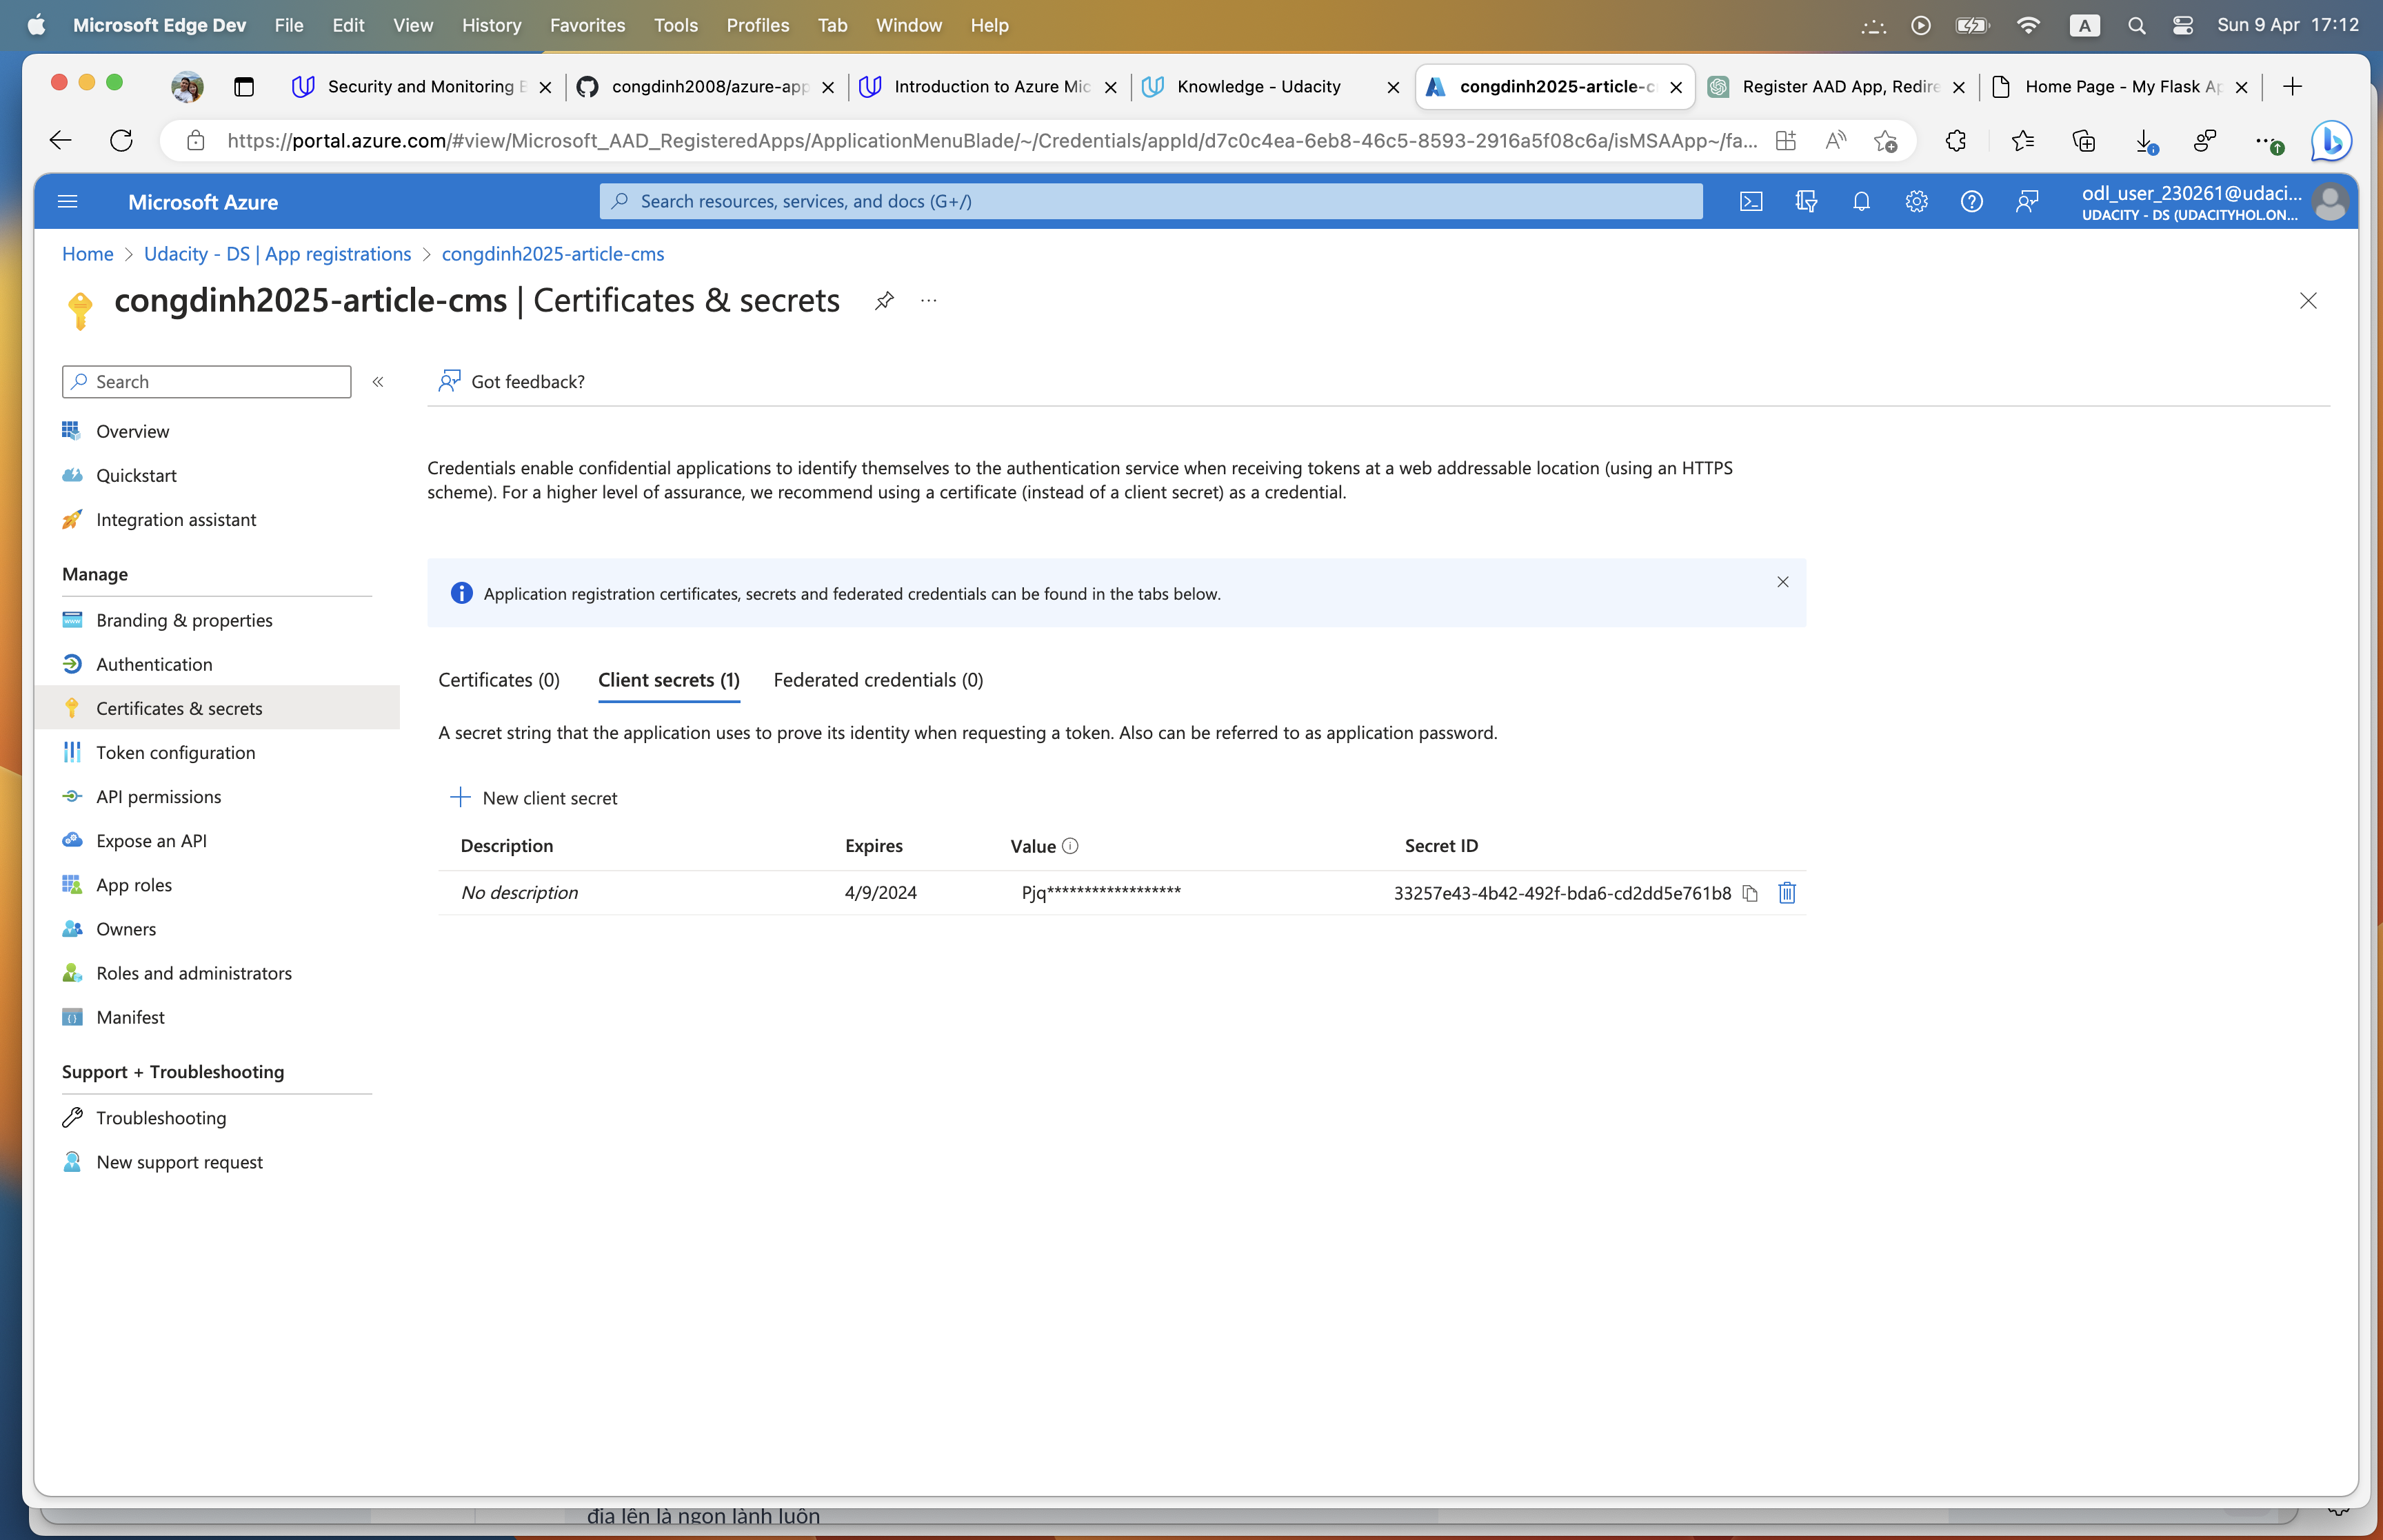 Microsoft Edge Dev File Edit View History Favorites Tools Profiles Tab Window Help A Sun 9 Apr 17:12
Security and Monitoring congdinh2008/azure-app Introduction to Azure Mic Knowledge - Udacity congdinh2025-article-c Register AAD App, Redire Home Page - My Flask Ap
https://portal.azure.com/#view/Microsoft_AAD_RegisteredApps/ApplicationMenuBlade/~/Credentials/appId/d7c0c4ea-6eb8-46c5-8593-2916a5f08c6a/isMSAApp~/fa...
Microsoft Azure Search resources, services, and docs (G+/) odl_user_230261@udaci...
UDACITY - DS (UDACITYHOL.ON...
Home > Udacity - DS | App registrations > congdinh2025-article-cms
congdinh2025-article-cms | Certificates & secrets ...
Search «
Got feedback?
Overview
Quickstart
Integration assistant
Manage
Branding & properties
Authentication
Certificates & secrets
Token configuration
API permissions
Expose an API
App roles
Owners
Roles and administrators
Manifest
Support + Troubleshooting
Troubleshooting
New support request
Credentials enable confidential applications to identify themselves to the authentication service when receiving tokens at a web addressable location (using an HTTPS
scheme). For a higher level of assurance, we recommend using a certificate (instead of a client secret) as a credential.
Application registration certificates, secrets and federated credentials can be found in the tabs below.
Certificates (0) Client secrets (1) Federated credentials (0)
A secret string that the application uses to prove its identity when requesting a token. Also can be referred to as application password.
New client secret
Description Expires Value Secret ID
No description 4/9/2024 Pjq****************** 33257e43-4b42-492f-bda6-cd2dd5e761b8
địa lên là ngon lành luôn